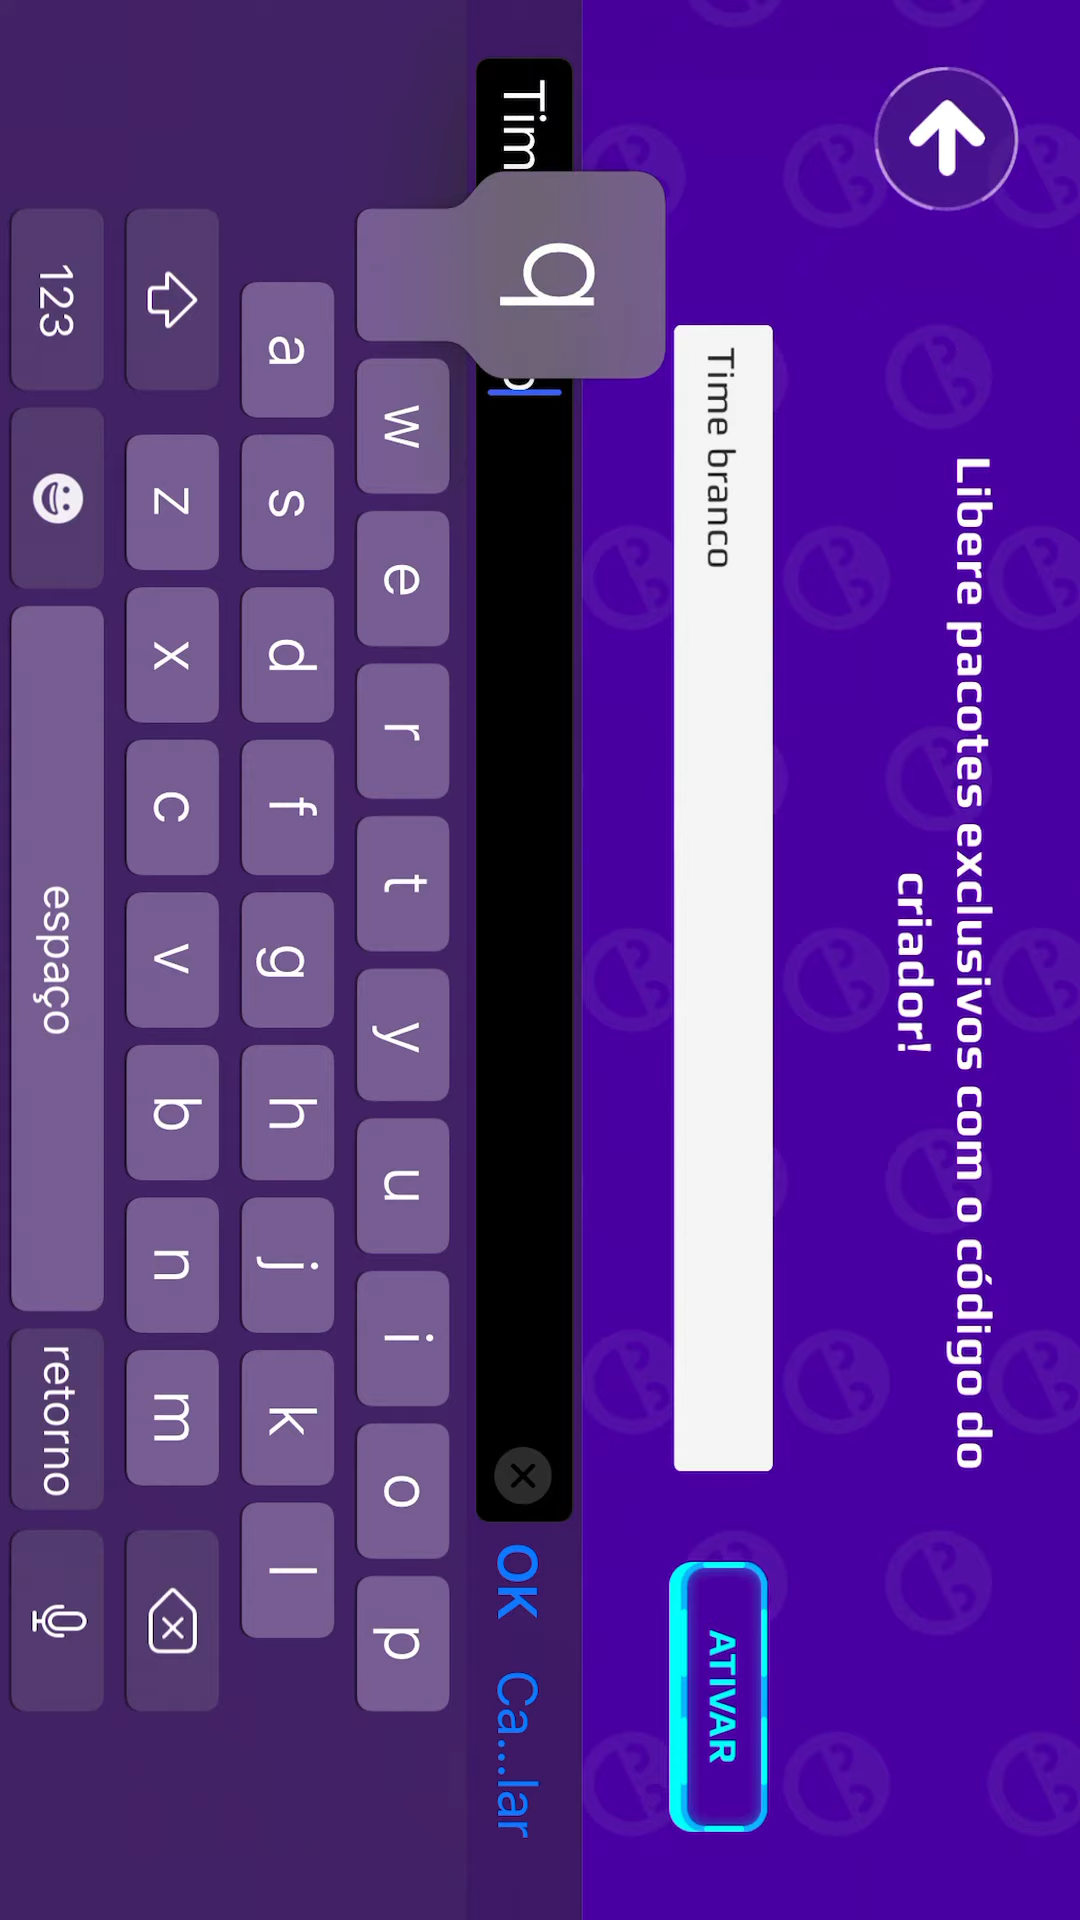 Libere pacotes exclusivos com o código do
criador!
Time branco
ATIVAR
Tim
OK
Ca...lar
q
w e r t y u i o p
a s d f g h j k l
z x c v b n m
123
espaço
retorno